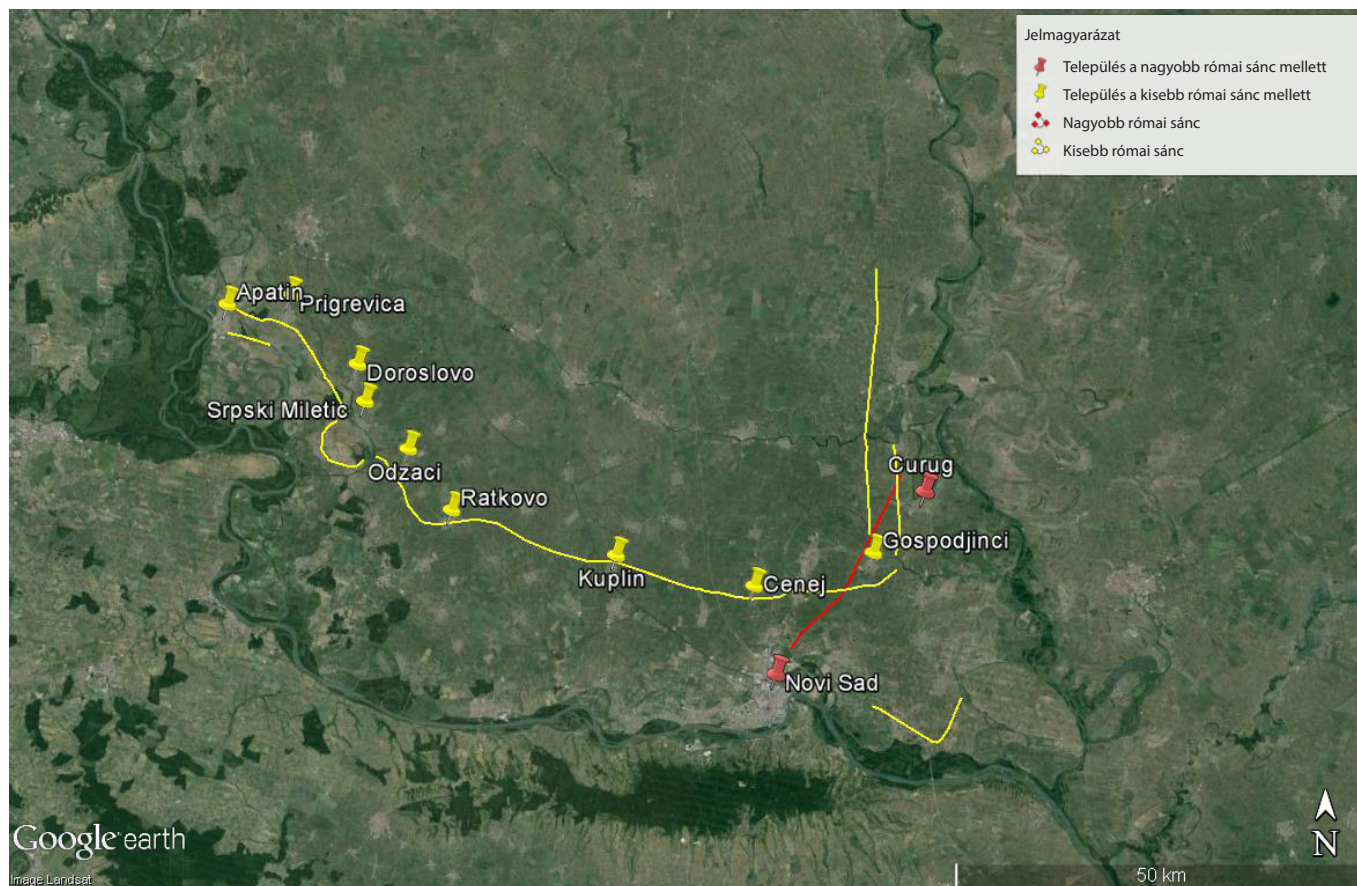 Jelmagyarázat
Település a nagyobb római sánc mellett
Település a kisebb római sánc mellett
Nagyobb római sánc
Kisebb római sánc
Apatin
Prigrevica
Doroslovo
Srpski Miletic
Odzaci
Ratkovo
Curug
Gospodjinci
Kuplin
Cenej
Novi Sad
Google earth
N
50 km
Image Landsat